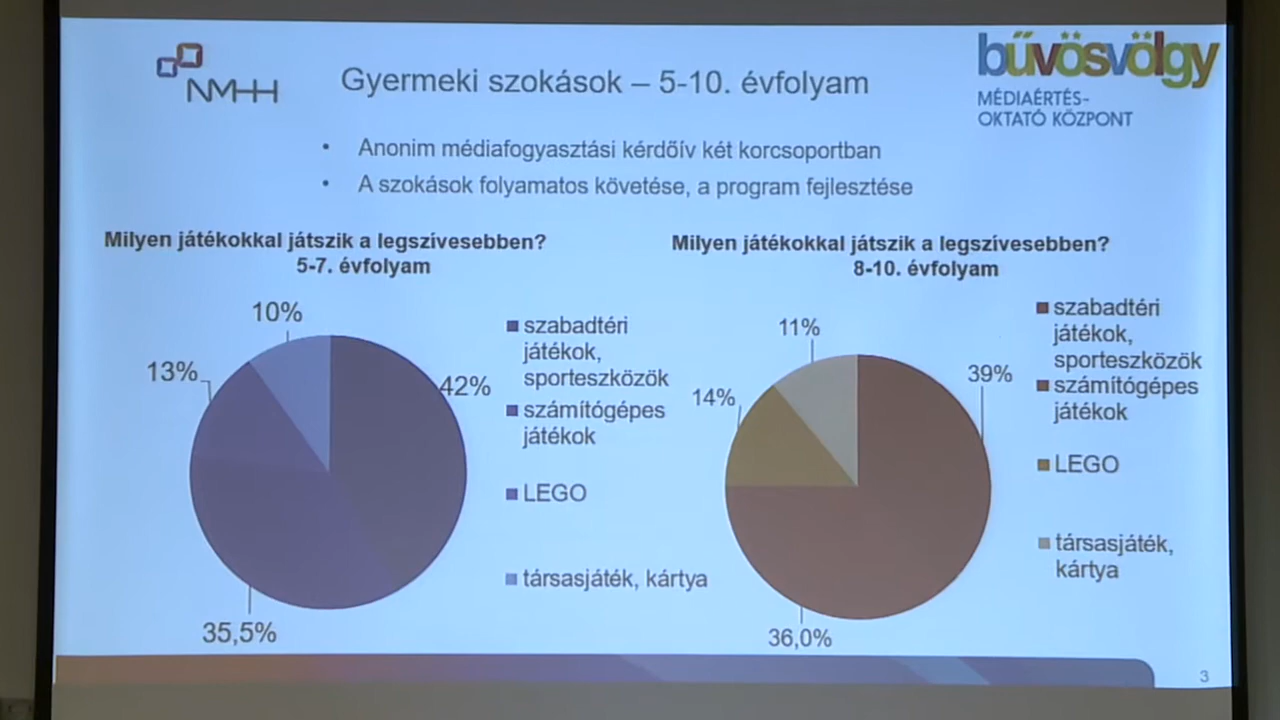 NMHH
Gyermeki szokások – 5-10. évfolyam
bűvösvölgy
MÉDIAÉRTÉS-
OKTATÓ KÖZPONT
• Anonim médiafogyasztási kérdőív két korcsoportban
• A szokások folyamatos követése, a program fejlesztése
Milyen játékokkal játszik a legszívesebben?
5-7. évfolyam
10%
13%
42%
35,5%
szabadtéri
játékok,
sporteszközök
számítógépes
játékok
LEGO
társasjáték, kártya
Milyen játékokkal játszik a legszívesebben?
8-10. évfolyam
11%
14%
39%
36,0%
szabadtéri
játékok,
sporteszközök
számítógépes
játékok
LEGO
társasjáték,
kártya
3